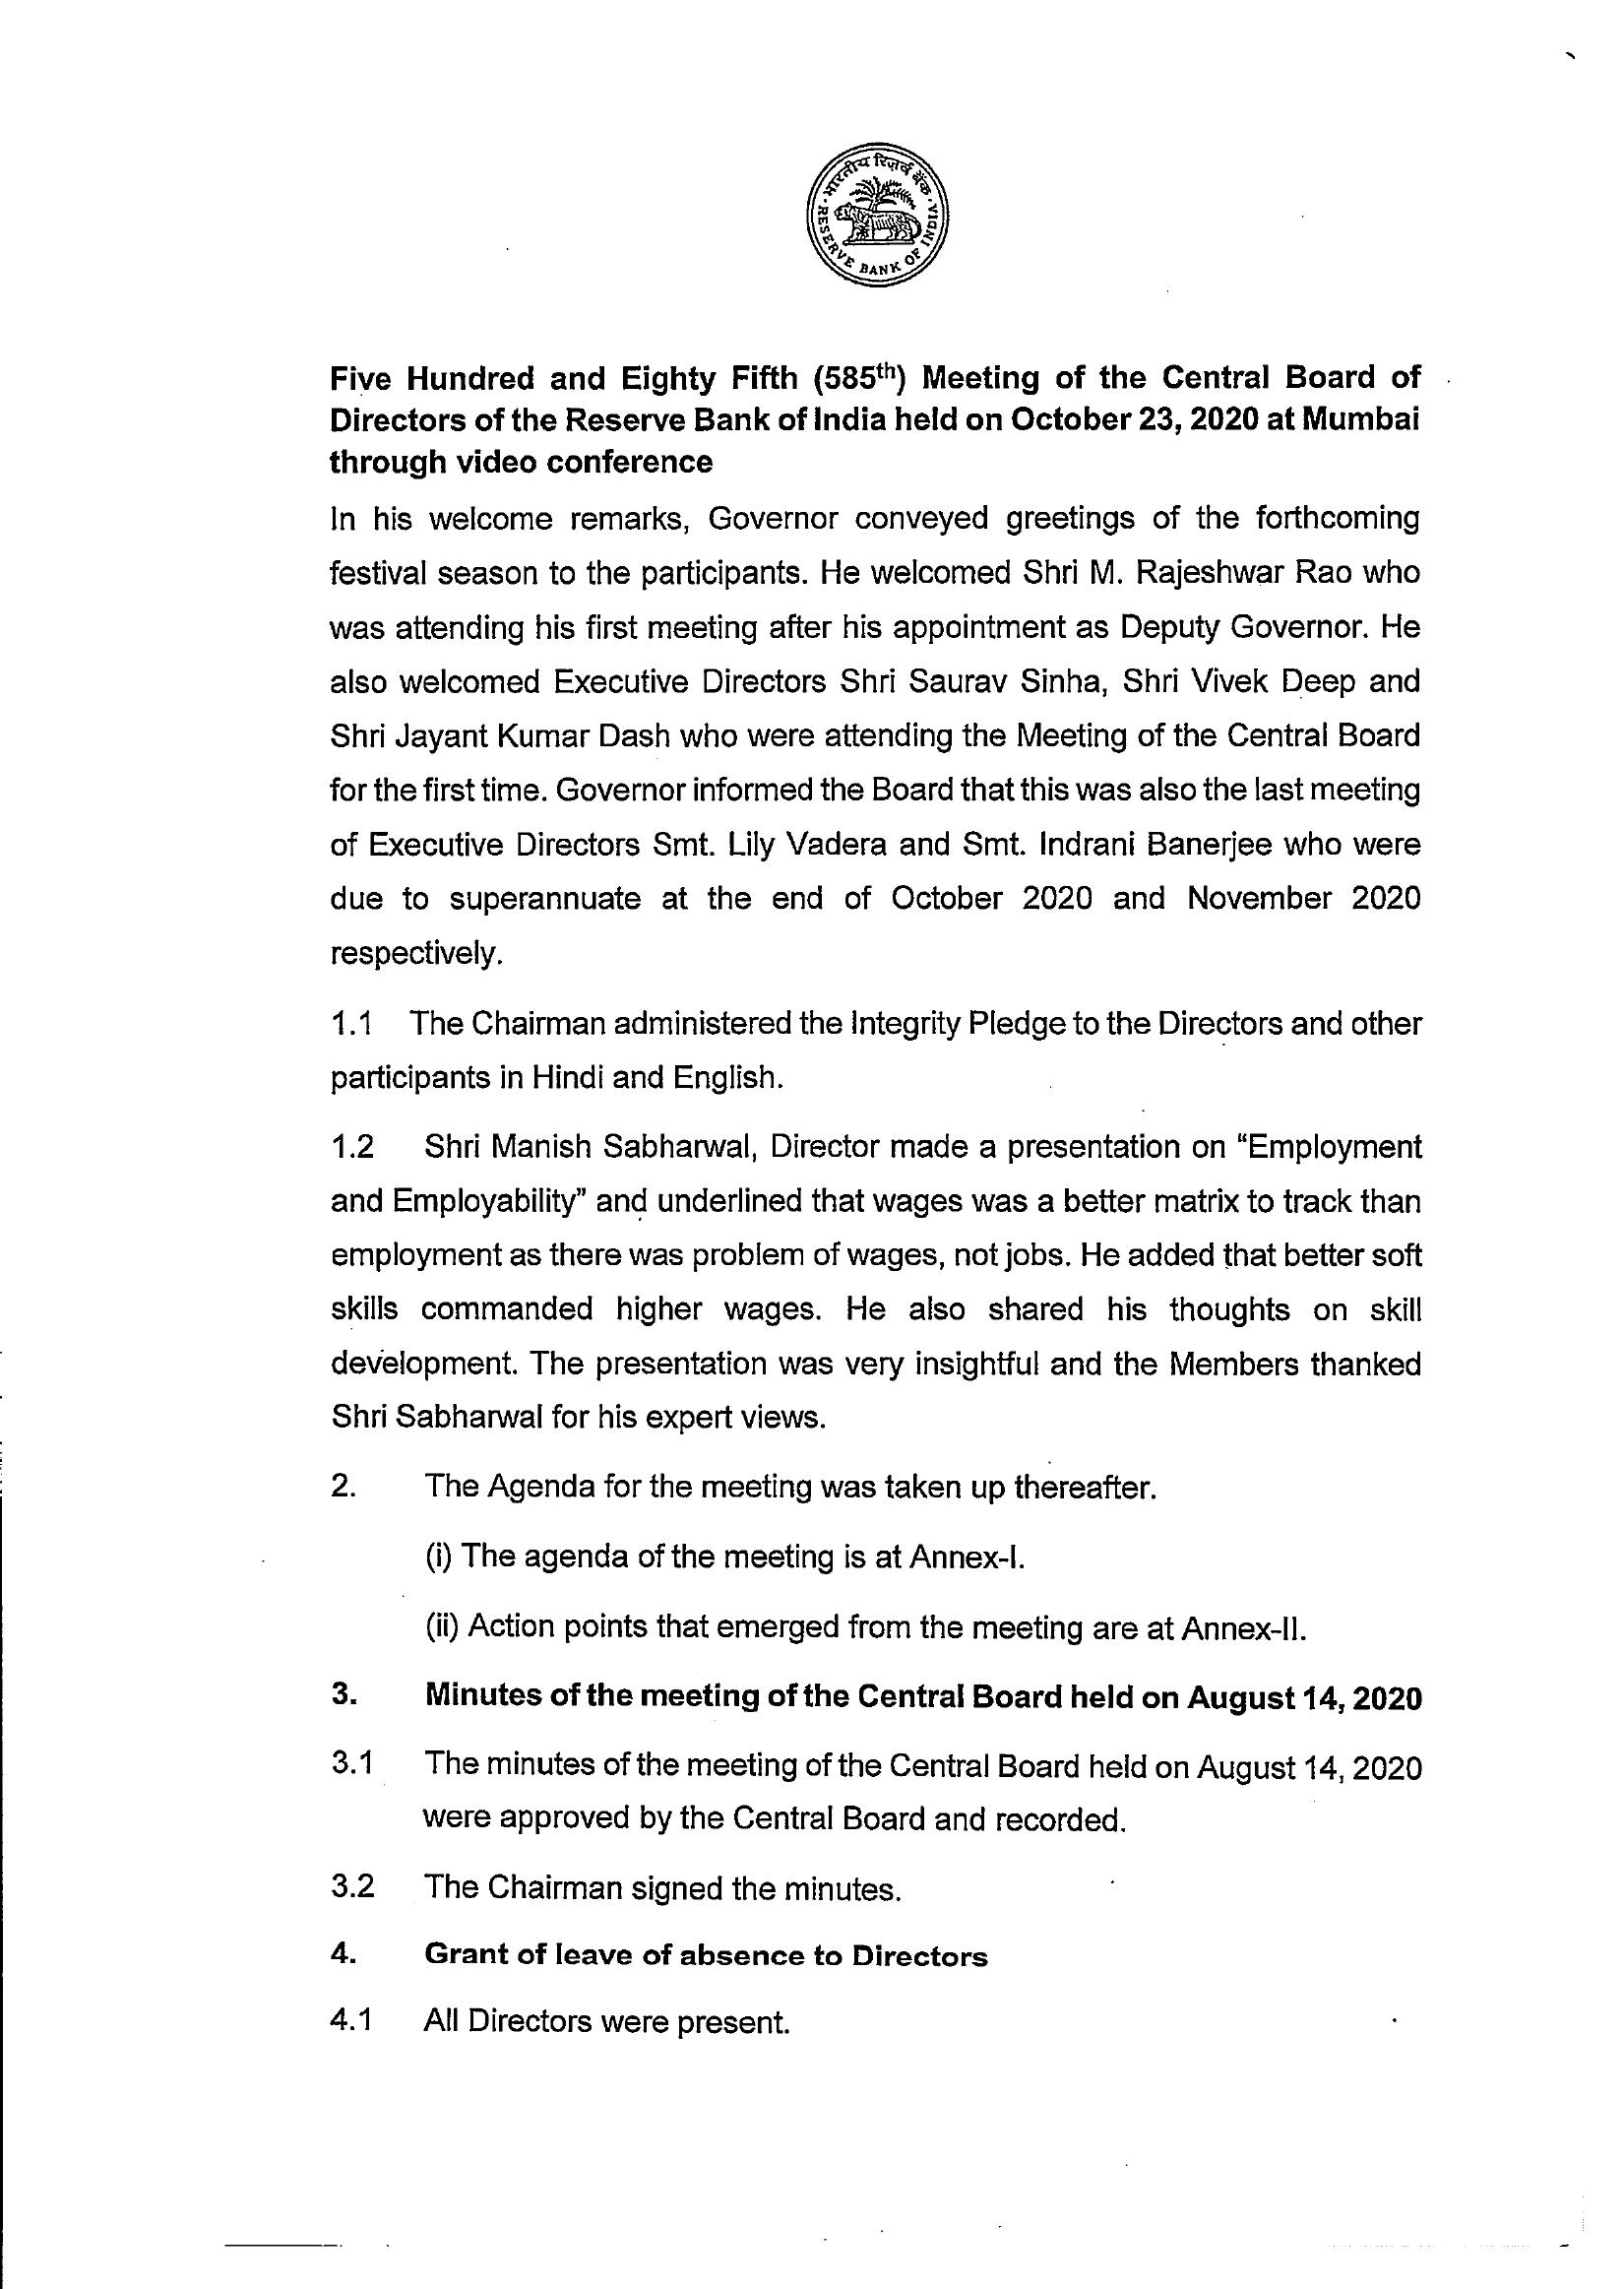 भारतीय रिज़र्व बैंक
RESERVE BANK OF INDIA
Five Hundred and Eighty Fifth (585th) Meeting of the Central Board of
Directors of the Reserve Bank of India held on October 23, 2020 at Mumbai
through video conference
In his welcome remarks, Governor conveyed greetings of the forthcoming
festival season to the participants. He welcomed Shri M. Rajeshwar Rao who
was attending his first meeting after his appointment as Deputy Governor. He
also welcomed Executive Directors Shri Saurav Sinha, Shri Vivek Deep and
Shri Jayant Kumar Dash who were attending the Meeting of the Central Board
for the first time. Governor informed the Board that this was also the last meeting
of Executive Directors Smt. Lily Vadera and Smt. Indrani Banerjee who were
due to superannuate at the end of October 2020 and November 2020
respectively.
1.1 The Chairman administered the Integrity Pledge to the Directors and other
participants in Hindi and English.
1.2 Shri Manish Sabharwal, Director made a presentation on “Employment
and Employability” and underlined that wages was a better matrix to track than
employment as there was problem of wages, not jobs. He added that better soft
skills commanded higher wages. He also shared his thoughts on skill
development. The presentation was very insightful and the Members thanked
Shri Sabharwal for his expert views.
2. The Agenda for the meeting was taken up thereafter.
(i) The agenda of the meeting is at Annex-I.
(ii) Action points that emerged from the meeting are at Annex-II.
3. Minutes of the meeting of the Central Board held on August 14, 2020
3.1 The minutes of the meeting of the Central Board held on August 14, 2020
were approved by the Central Board and recorded.
3.2 The Chairman signed the minutes.
4. Grant of leave of absence to Directors
4.1 All Directors were present.